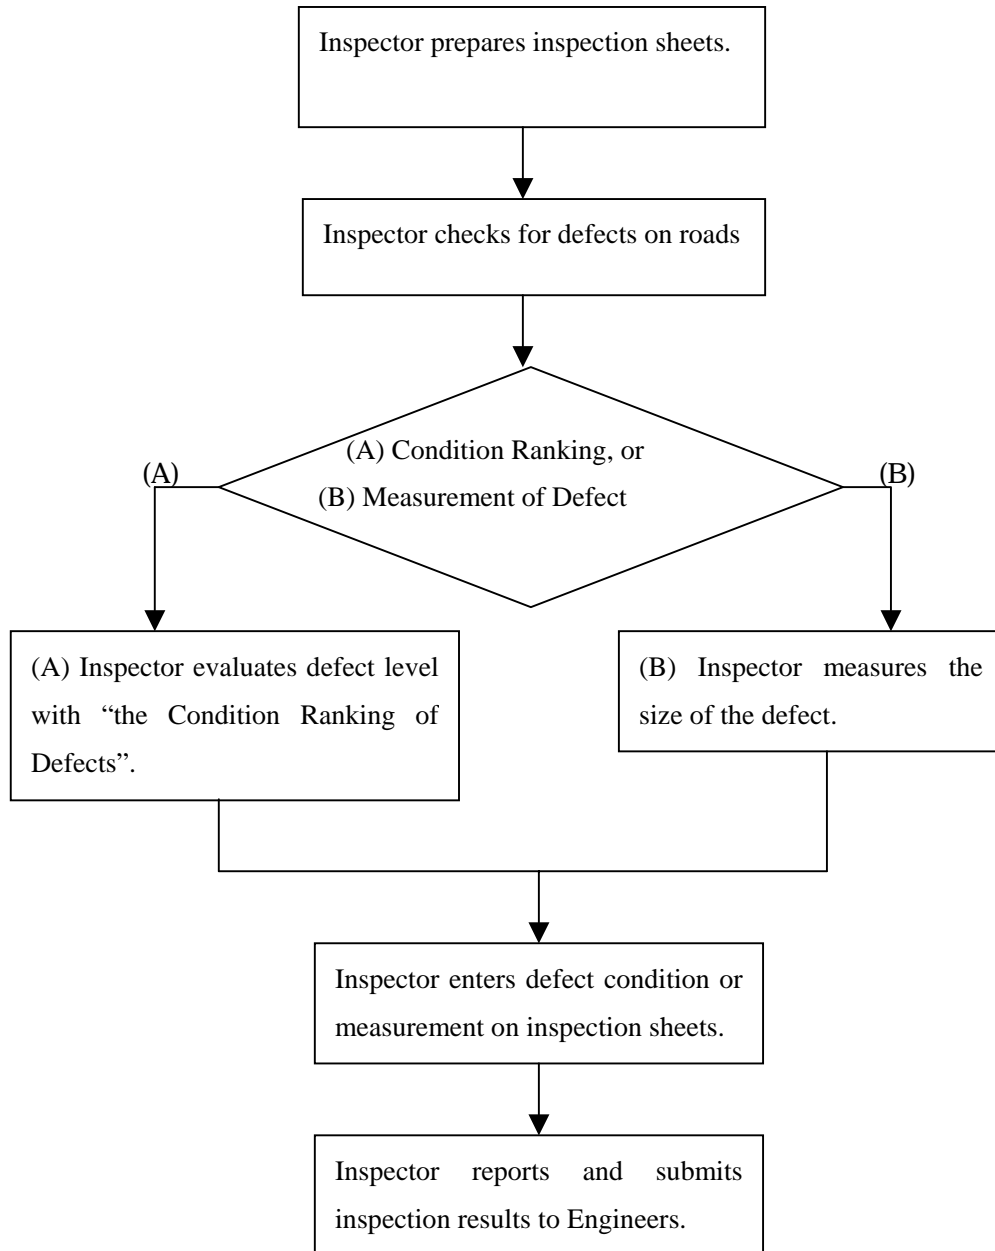 Inspector prepares inspection sheets.
Inspector checks for defects on roads
(A) Condition Ranking, or
(B) Measurement of Defect
(A)
(B)
(A) Inspector evaluates defect level
with “the Condition Ranking of
Defects”.
(B) Inspector measures the
size of the defect.
Inspector enters defect condition or
measurement on inspection sheets.
Inspector reports and submits
inspection results to Engineers.